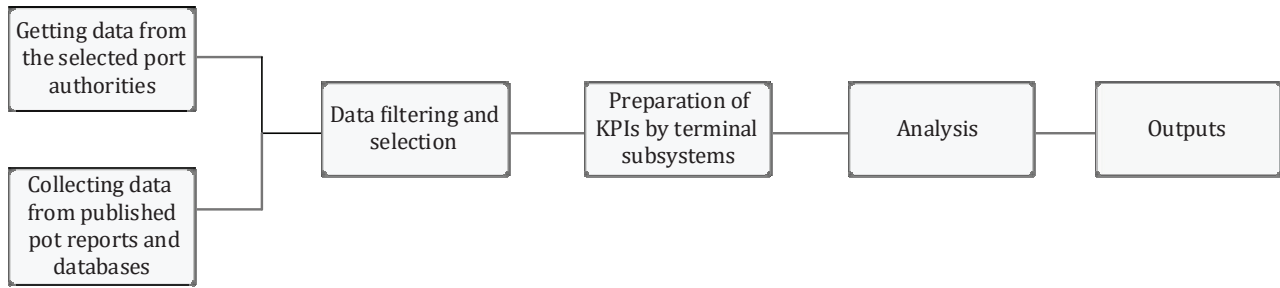 Getting data from
the selected port
authorities
Collecting data
from published
pot reports and
databases
Data filtering and
selection
Preparation of
KPIs by terminal
subsystems
Analysis
Outputs